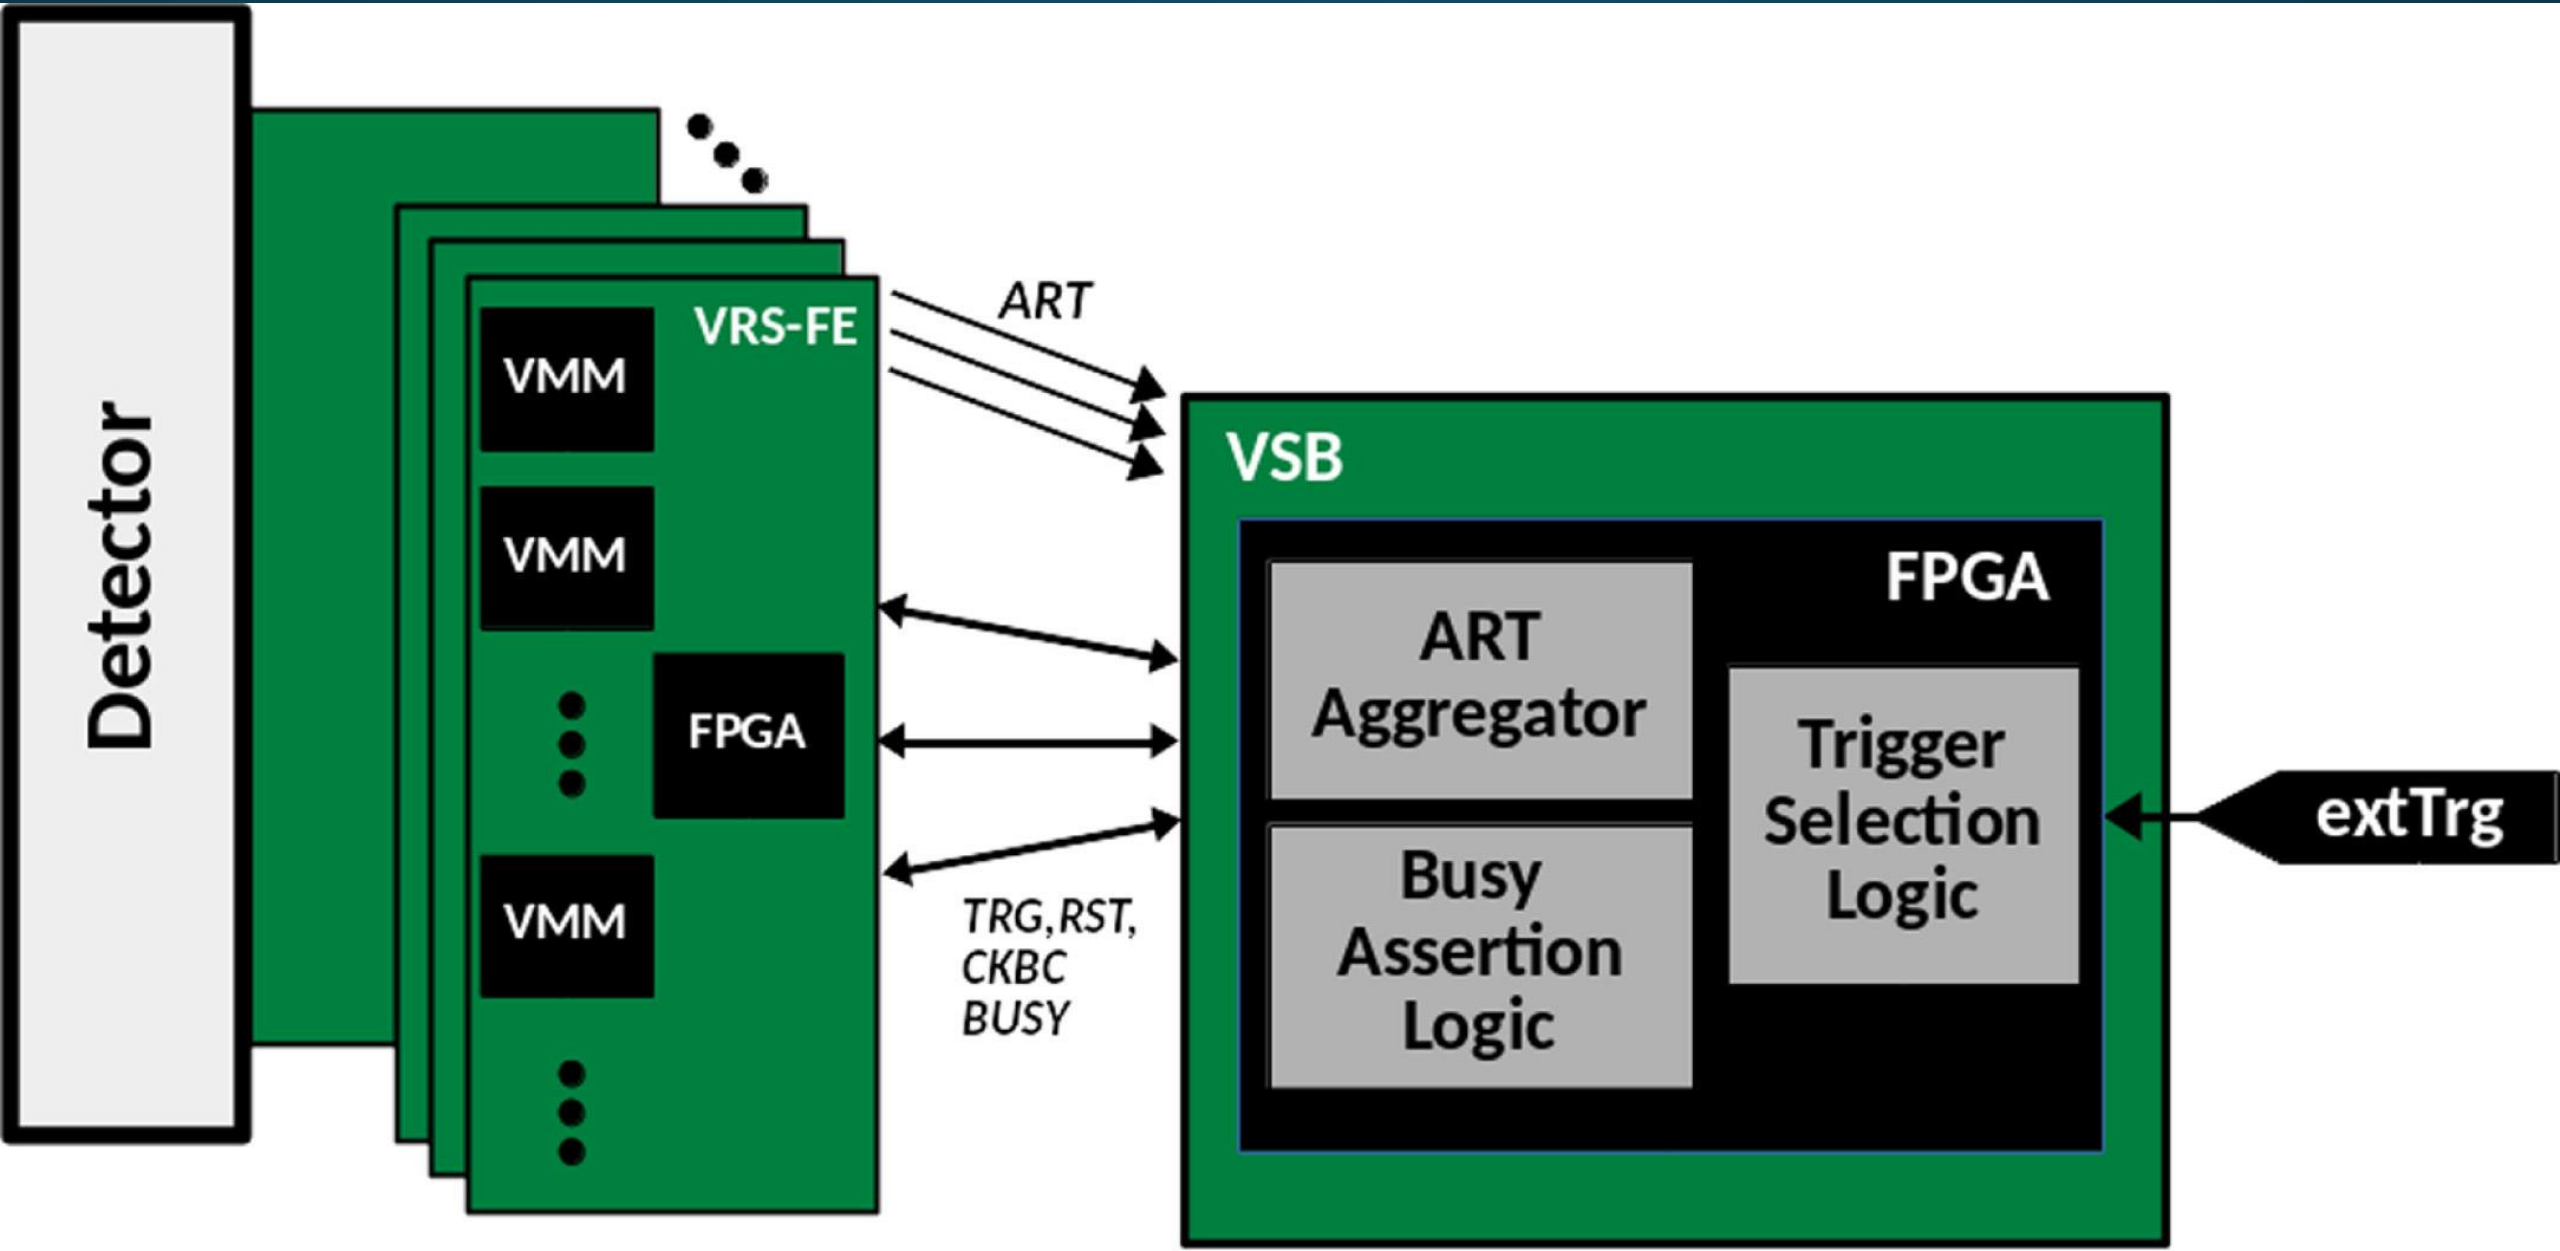 Detector
VRS-FE
VMM
VMM
FPGA
VMM
ART
TRG,RST,
CKBC
BUSY
VSB
FPGA
ART
Aggregator
Busy
Assertion
Logic
Trigger
Selection
Logic
extTrg